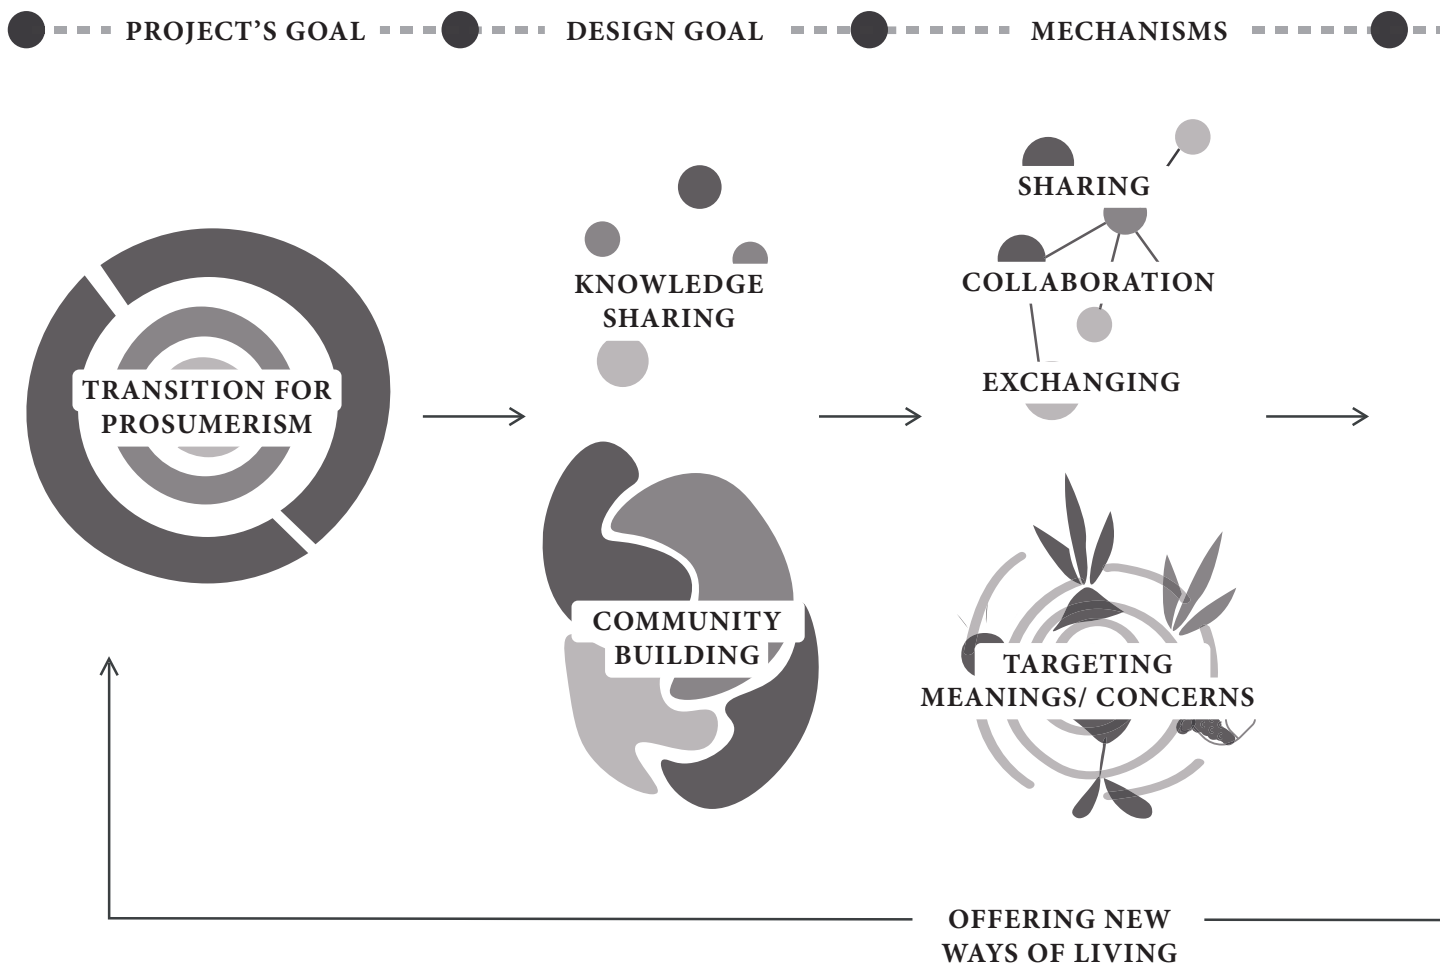 PROJECT’S GOAL
DESIGN GOAL
MECHANISMS
TRANSITION FOR
PROSUMERISM
KNOWLEDGE
SHARING
COMMUNITY
BUILDING
SHARING
COLLABORATION
EXCHANGING
TARGETING
MEANINGS/ CONCERNS
OFFERING NEW
WAYS OF LIVING